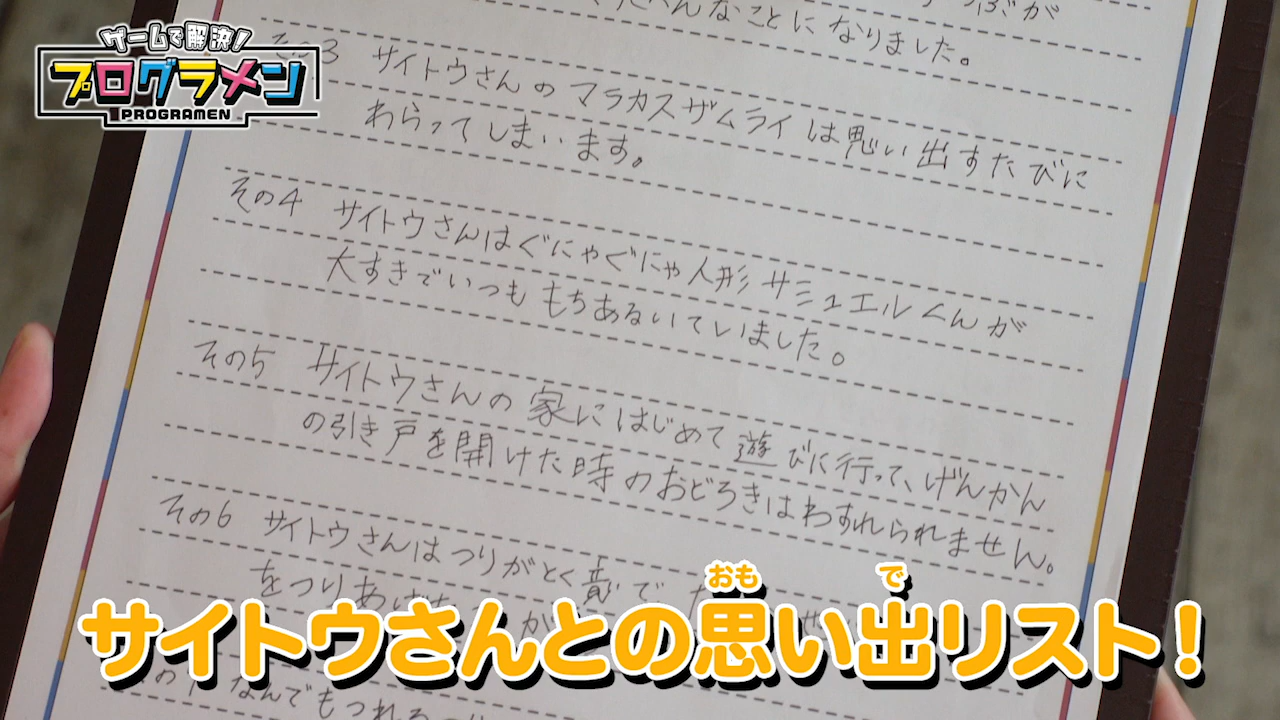 ゲームで解決!
プログラメン
PROGRAMEN
たいへんなことになりました。
その3 サイトウさんのマラカスザムライは思い出すたびに
わらってしまいます。
その4 サイトウさんはぐにゃぐにゃ人形サミュエルくんが
大すきでいつももちあるいていました。
その5 サイトウさんの家にはじめて遊びに行って、げんかん
の引き戸を開けた時のおどろきはわすれられません。
その6 サイトウさんはつりがとく意で
をつりあげ
が
サイトウさんとの思い出リスト!
おも
で
なんでも